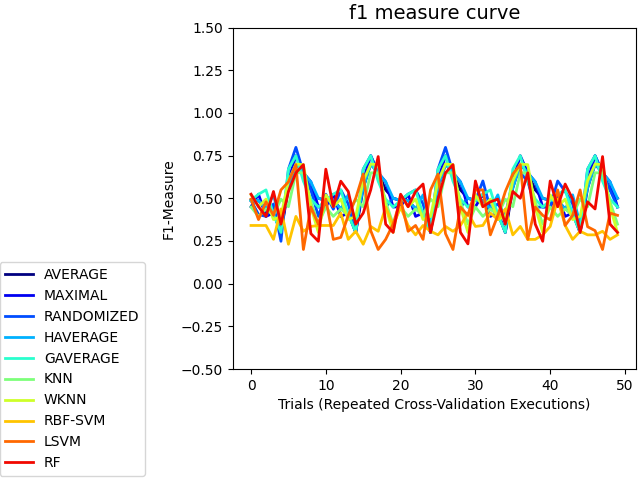 f1 measure curve
1.50
1.25
1.00
0.75
0.50
0.25
0.00
−0.25
−0.50
F1-Measure
0 10 20 30 40 50
Trials (Repeated Cross-Validation Executions)
AVERAGE
MAXIMAL
RANDOMIZED
HAVERAGE
GAVERAGE
KNN
WKNN
RBF-SVM
LSVM
RF